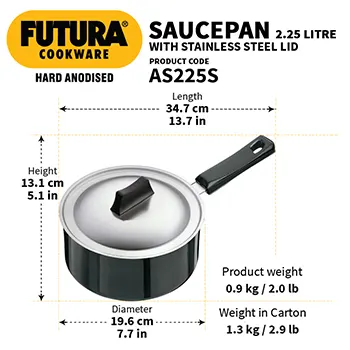 FUTURA®
COOKWARE
HARD ANODISED
SAUCEPAN 2.25 LITRE
WITH STAINLESS STEEL LID
PRODUCT CODE
AS225S
Length
34.7 cm
13.7 in
Height
13.1 cm
5.1 in
Product weight
0.9 kg / 2.0 lb
Diameter
19.6 cm
7.7 in
Weight in Carton
1.3 kg / 2.9 lb